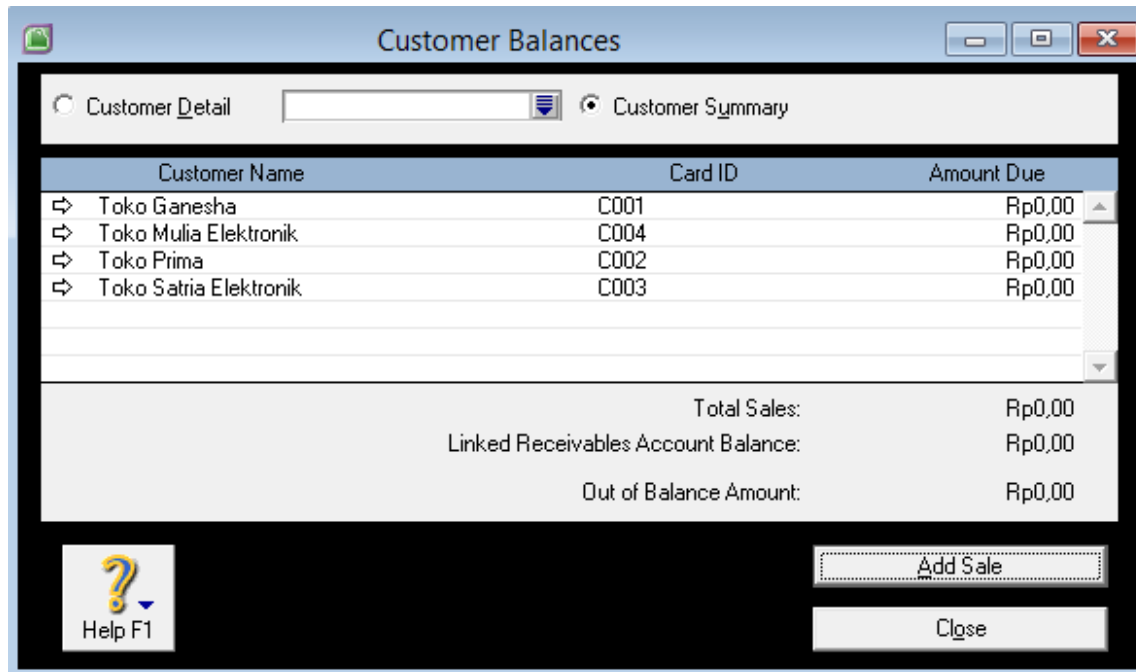 Customer Balances
Customer Detail Customer Summary
Customer Name Card ID Amount Due
Toko Ganesha C001 Rp0,00
Toko Mulia Elektronik C004 Rp0,00
Toko Prima C002 Rp0,00
Toko Satria Elektronik C003 Rp0,00
Total Sales: Rp0,00
Linked Receivables Account Balance: Rp0,00
Out of Balance Amount: Rp0,00
Add Sale
Help F1 Close